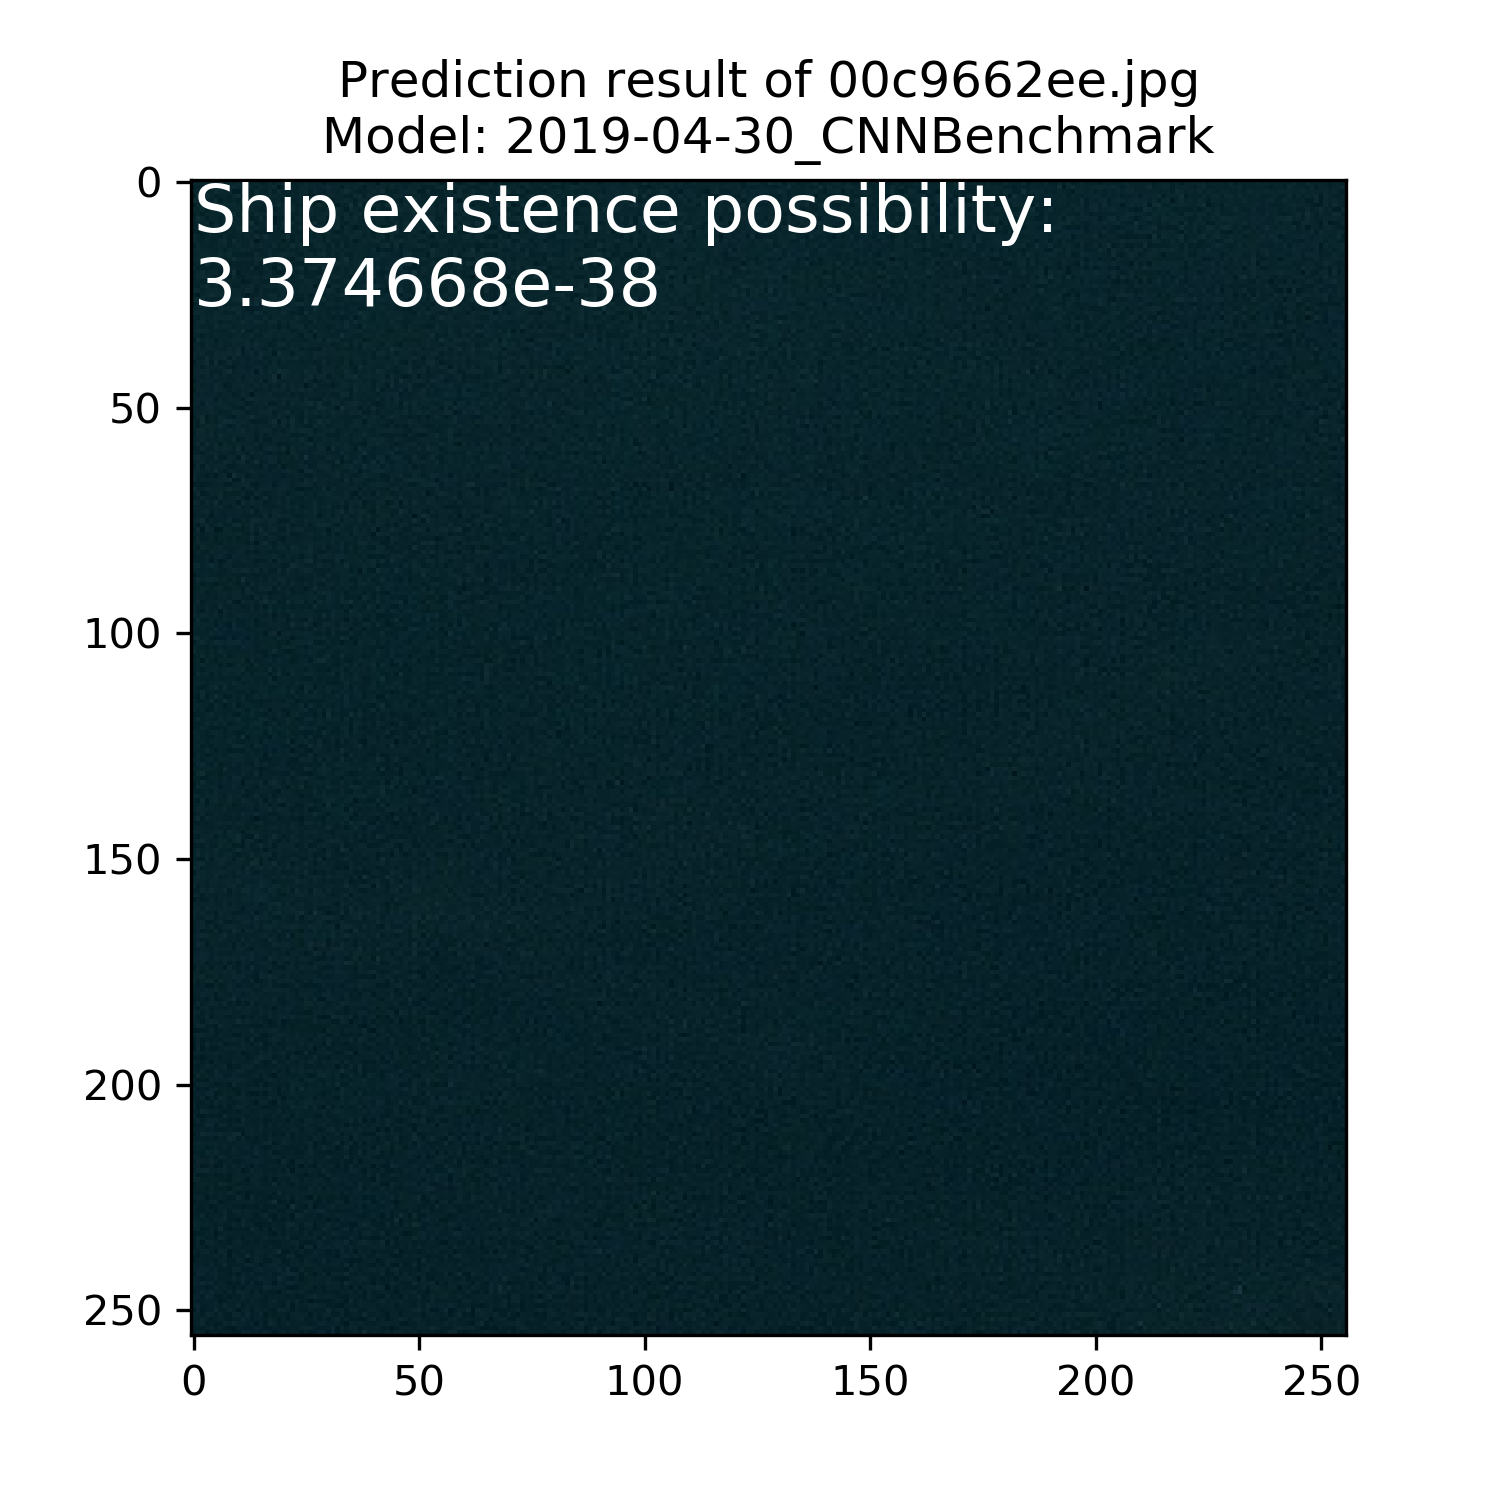 Prediction result of 00c9662ee.jpg
Model: 2019-04-30_CNNBenchmark
Ship existence possibility:
3.374668e-38
0
50
100
150
200
250
0 50 100 150 200 250